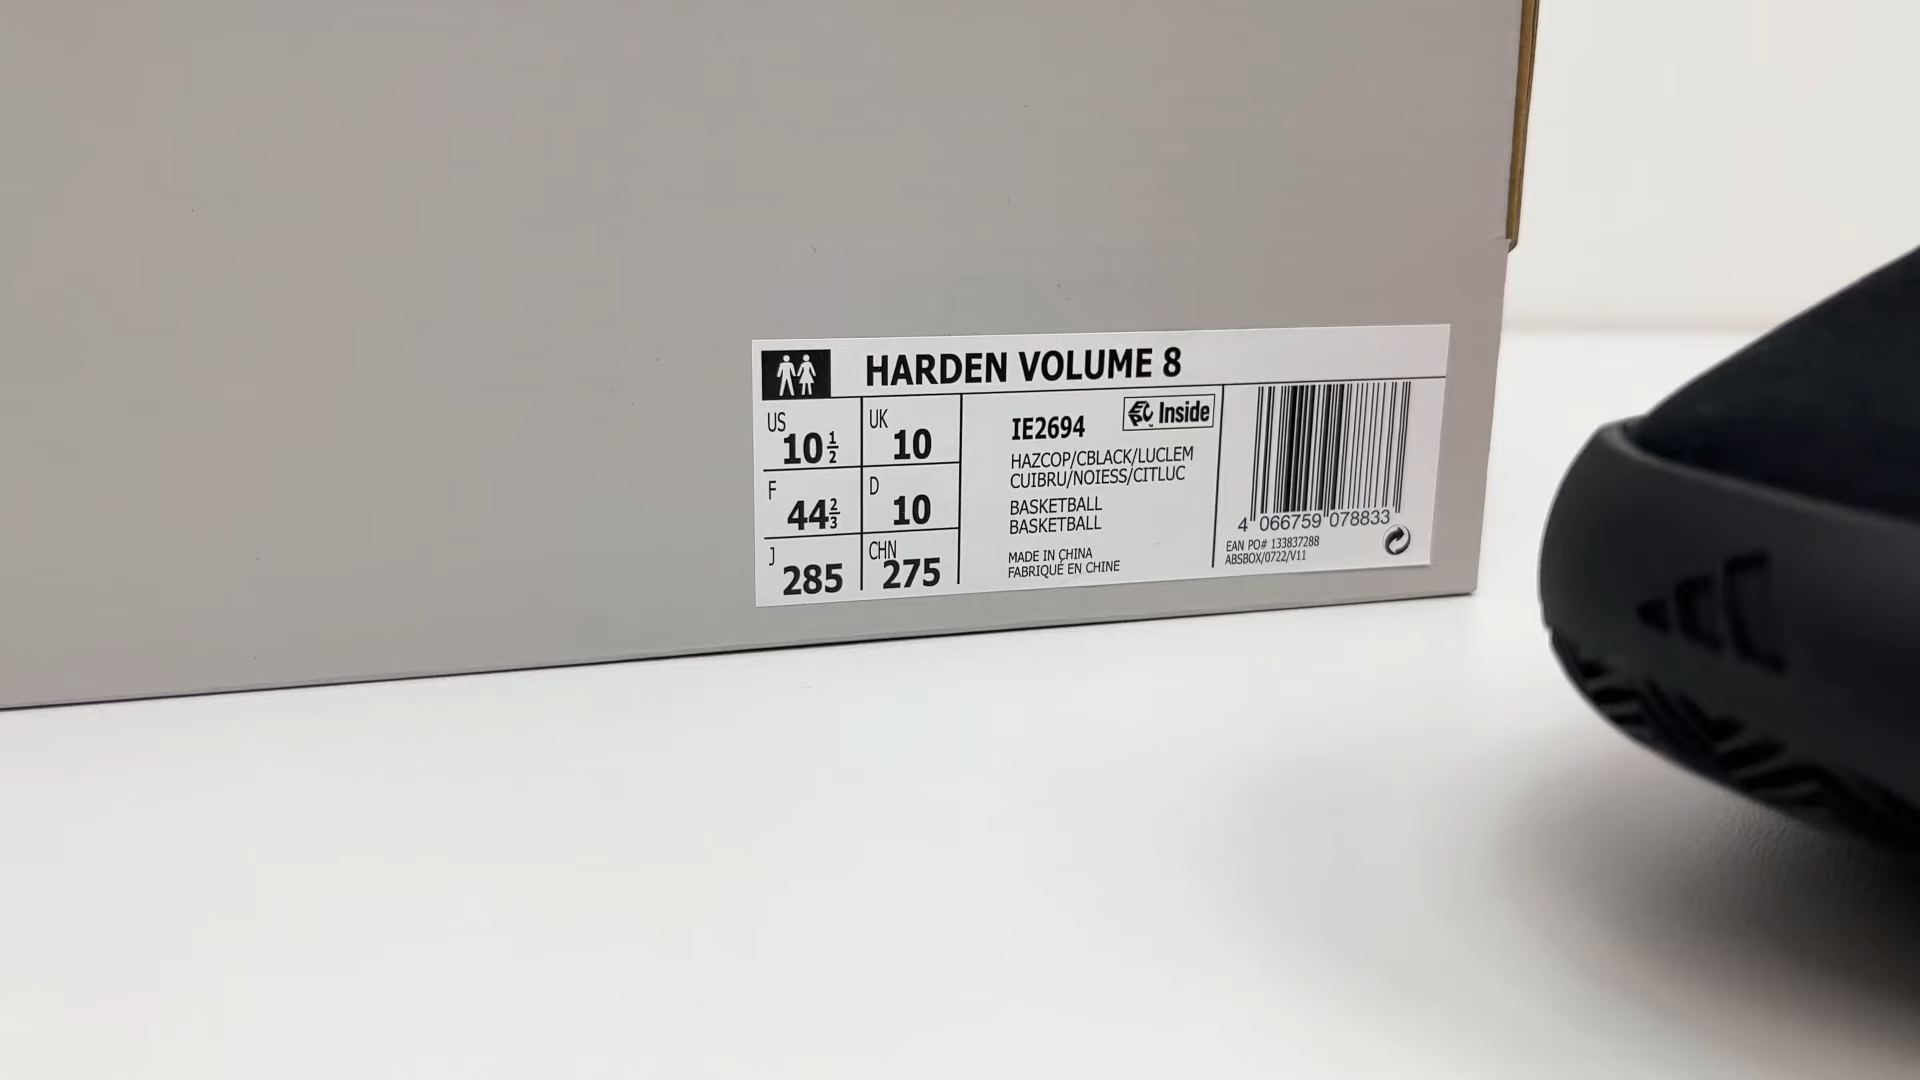 HARDEN VOLUME 8
US
10 1/2
UK
10
F
44 2/3
D
10
J
285
CHN
275
IE2694
Inside
HAZCOP/CBLACK/LUCLEM
CUIBRU/NOIESS/CITLUC
BASKETBALL
BASKETBALL
MADE IN CHINA
FABRIQUÉ EN CHINE
4 066759 078833
EAN PO# 133837288
ABSBOX/0722/V11